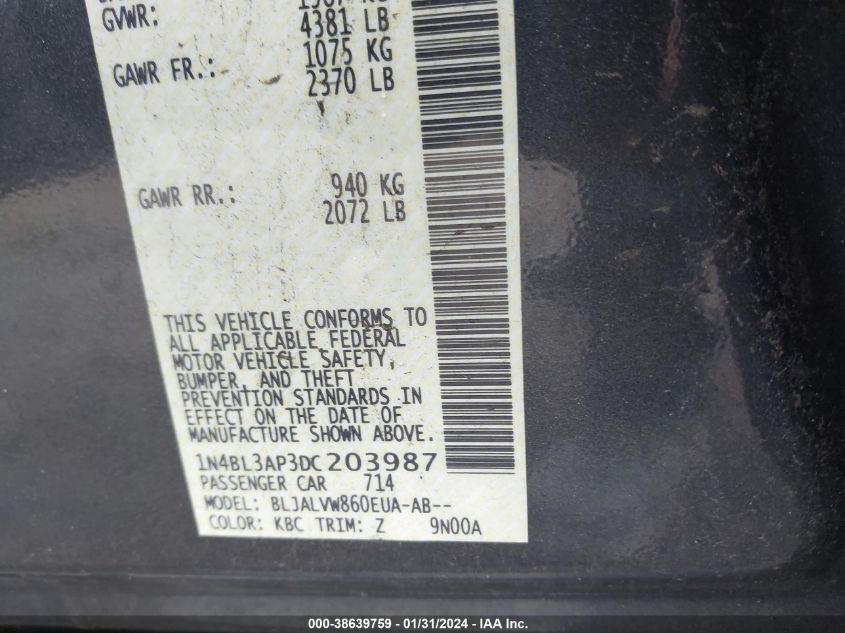 GVWR: 4381 LB
GAWR FR.: 1075 KG
2370 LB
GAWR RR.: 940 KG
2072 LB
THIS VEHICLE CONFORMS TO
ALL APPLICABLE FEDERAL
MOTOR VEHICLE SAFETY,
BUMPER, AND THEFT
PREVENTION STANDARDS IN
EFFECT ON THE DATE OF
MANUFACTURE SHOWN ABOVE.
1N4BL3AP3DC203987
PASSENGER CAR 714
MODEL: BLJALVW860EUA-AB--
COLOR: KBC TRIM: Z 9N00A
000-38639759 - 01/31/2024 - IAA Inc.